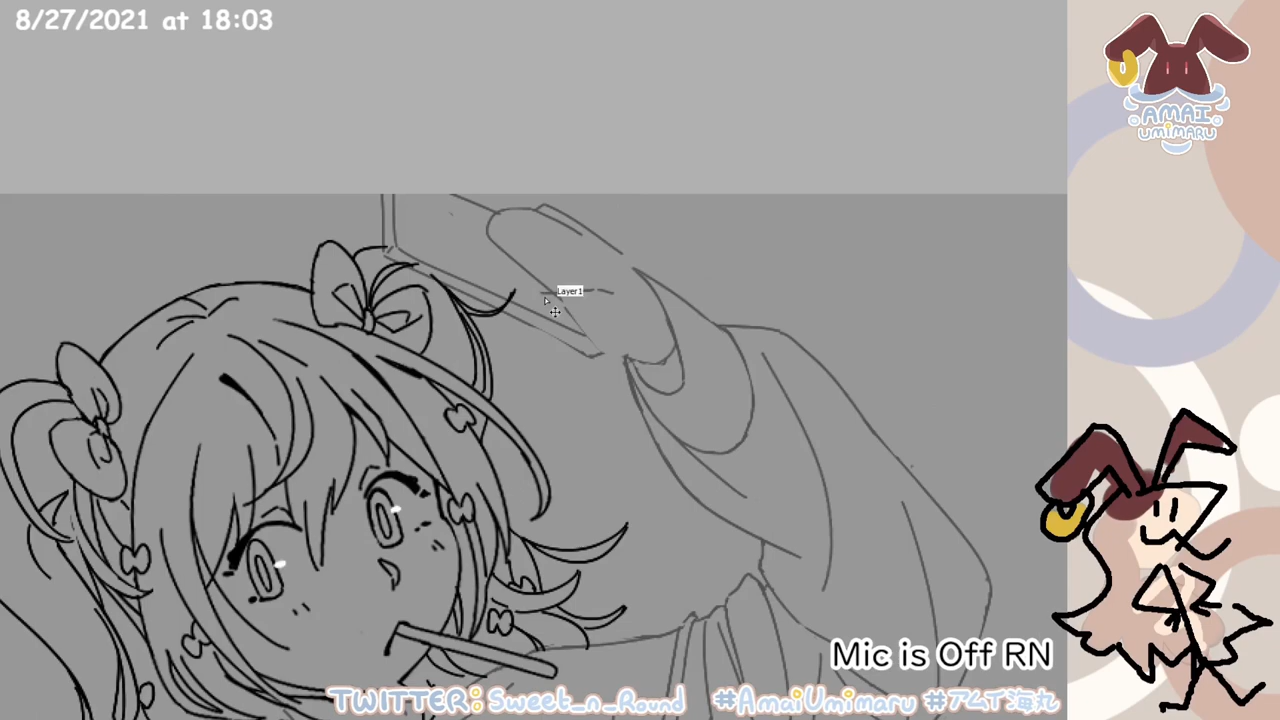 8/27/2021 at 18:03
AMAI
UMIMARU
Layer1
Mic is Off RN
TWITTER: Sweet_n_Round #AmaiUmimaru #アムイ海丸